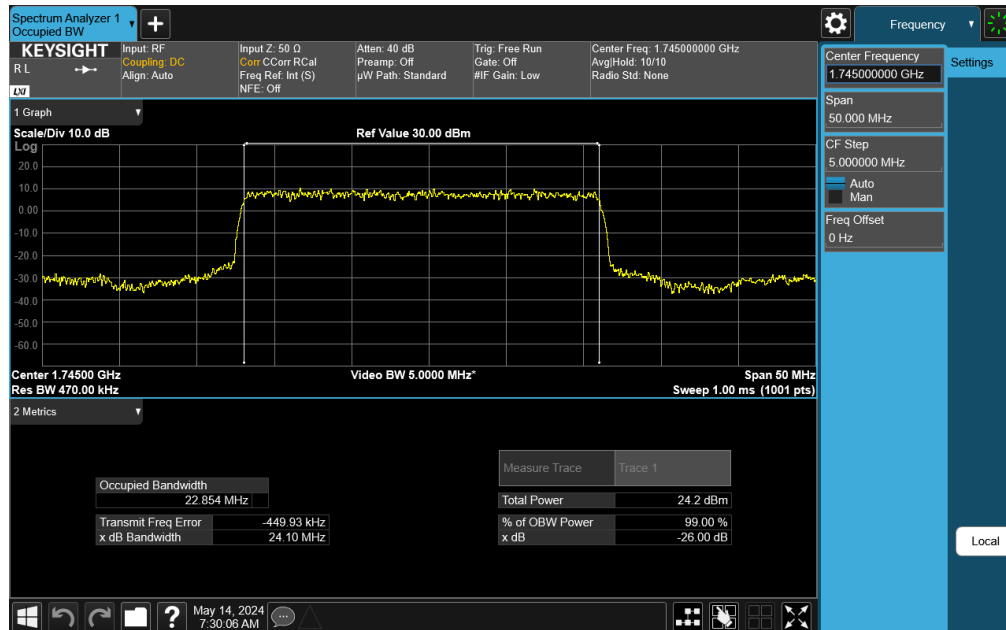 Spectrum Analyzer 1
Occupied BW
+
Frequency
KEYSIGHT
RL
LXI
Input: RF
Coupling: DC
Align: Auto
Input Z: 50 Ω
Corr CCorr RCal
Freq Ref: Int (S)
NFE: Off
Atten: 40 dB
Preamp: Off
µW Path: Standard
Trig: Free Run
Gate: Off
#IF Gain: Low
Center Freq: 1.745000000 GHz
Avg|Hold: 10/10
Radio Std: None
Center Frequency
1.745000000 GHz
Settings
Span
50.000 MHz
CF Step
5.000000 MHz
Auto
Man
Freq Offset
0 Hz
Local
1 Graph
Scale/Div 10.0 dB
Ref Value 30.00 dBm
Log
20.0
10.0
0.00
-10.0
-20.0
-30.0
-40.0
-50.0
-60.0
Center 1.74500 GHz
Video BW 5.0000 MHz*
Span 50 MHz
Res BW 470.00 kHz
Sweep 1.00 ms (1001 pts)
2 Metrics
Measure Trace
Trace 1
Occupied Bandwidth
22.854 MHz
Total Power
24.2 dBm
Transmit Freq Error
-449.93 kHz
% of OBW Power
99.00 %
x dB Bandwidth
24.10 MHz
x dB
-26.00 dB
?
May 14, 2024
7:30:06 AM